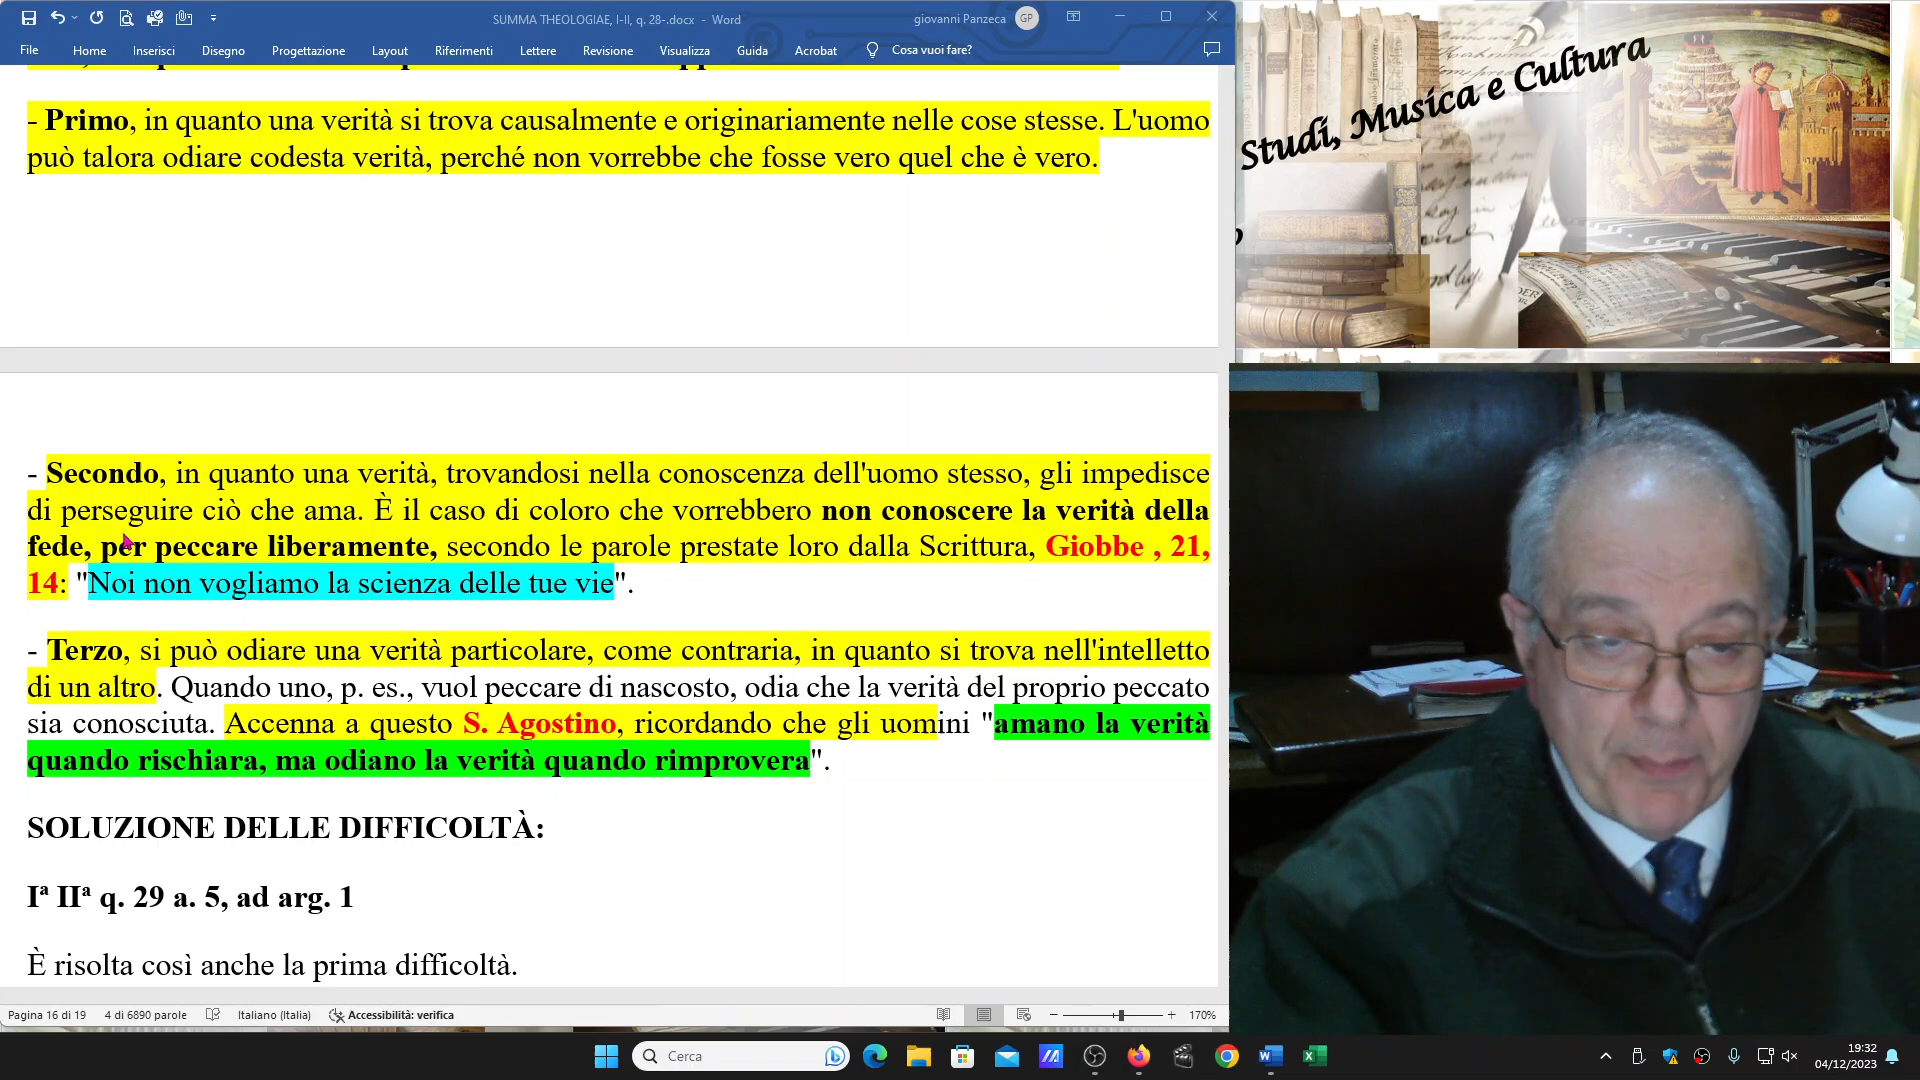 SUMMA THEOLOGIAE, I-II, q. 28-.docx - Word
giovanni Panzeca GP
File Home Inserisci Disegno Progettazione Layout Riferimenti Lettere Revisione Visualizza Guida Acrobat Cosa vuoi fare?
- Primo, in quanto una verità si trova causalmente e originariamente nelle cose stesse. L'uomo
può talora odiare codesta verità, perché non vorrebbe che fosse vero quel che è vero.
- Secondo, in quanto una verità, trovandosi nella conoscenza dell'uomo stesso, gli impedisce
di perseguire ciò che ama. È il caso di coloro che vorrebbero non conoscere la verità della
fede, per peccare liberamente, secondo le parole prestate loro dalla Scrittura, Giobbe , 21,
14: "Noi non vogliamo la scienza delle tue vie".
- Terzo, si può odiare una verità particolare, come contraria, in quanto si trova nell'intelletto
di un altro. Quando uno, p. es., vuol peccare di nascosto, odia che la verità del proprio peccato
sia conosciuta. Accenna a questo S. Agostino, ricordando che gli uomini "amano la verità
quando rischiara, ma odiano la verità quando rimprovera".
SOLUZIONE DELLE DIFFICOLTÀ:
Iª IIª q. 29 a. 5, ad arg. 1
È risolta così anche la prima difficoltà.
Pagina 16 di 19 4 di 6890 parole Italiano (Italia) Accessibilità: verifica 170%
Studi, Musica e Cultura
Cerca
19:32
04/12/2023